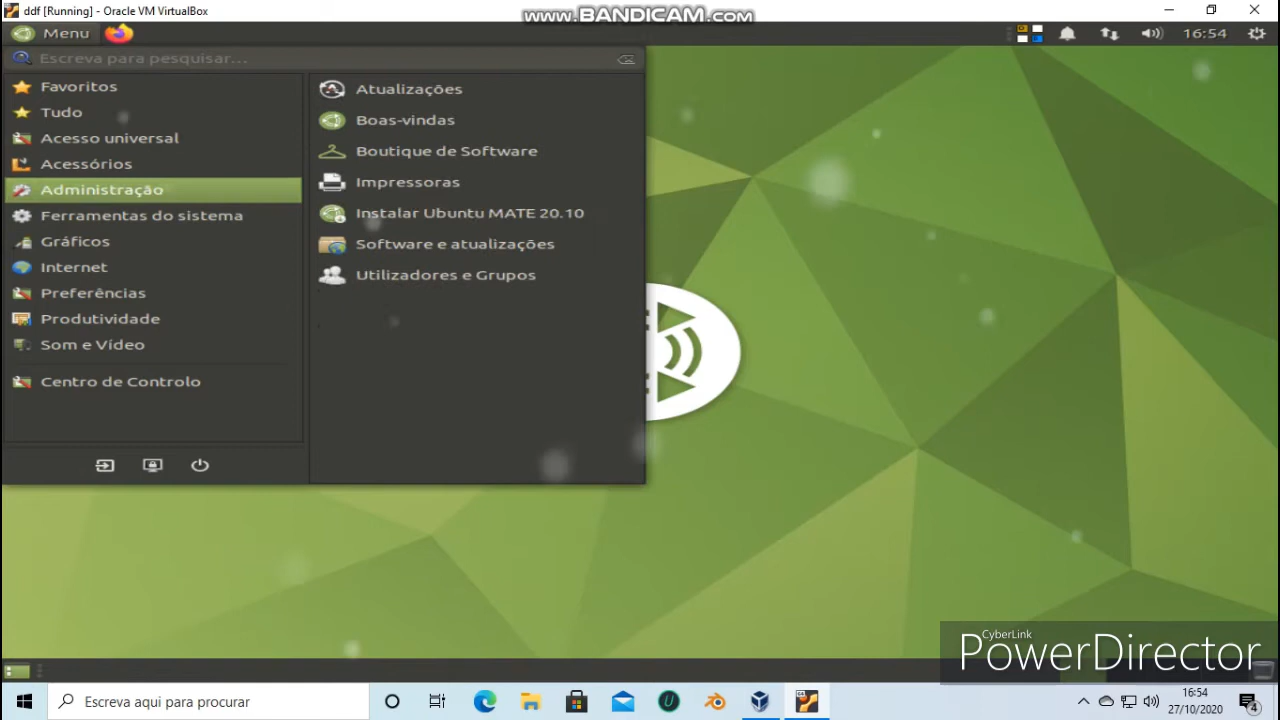 ddf [Running] - Oracle VM VirtualBox
www.BANDICAM.com
Menu
16:54
Escreva para pesquisar...
Favoritos
Tudo
Acesso universal
Acessórios
Administração
Ferramentas do sistema
Gráficos
Internet
Preferências
Produtividade
Som e Vídeo
Centro de Controlo
Atualizações
Boas-vindas
Boutique de Software
Impressoras
Instalar Ubuntu MATE 20.10
Software e atualizações
Utilizadores e Grupos
CyberLink
PowerDirector
Escreva aqui para procurar
16:54
27/10/2020
4